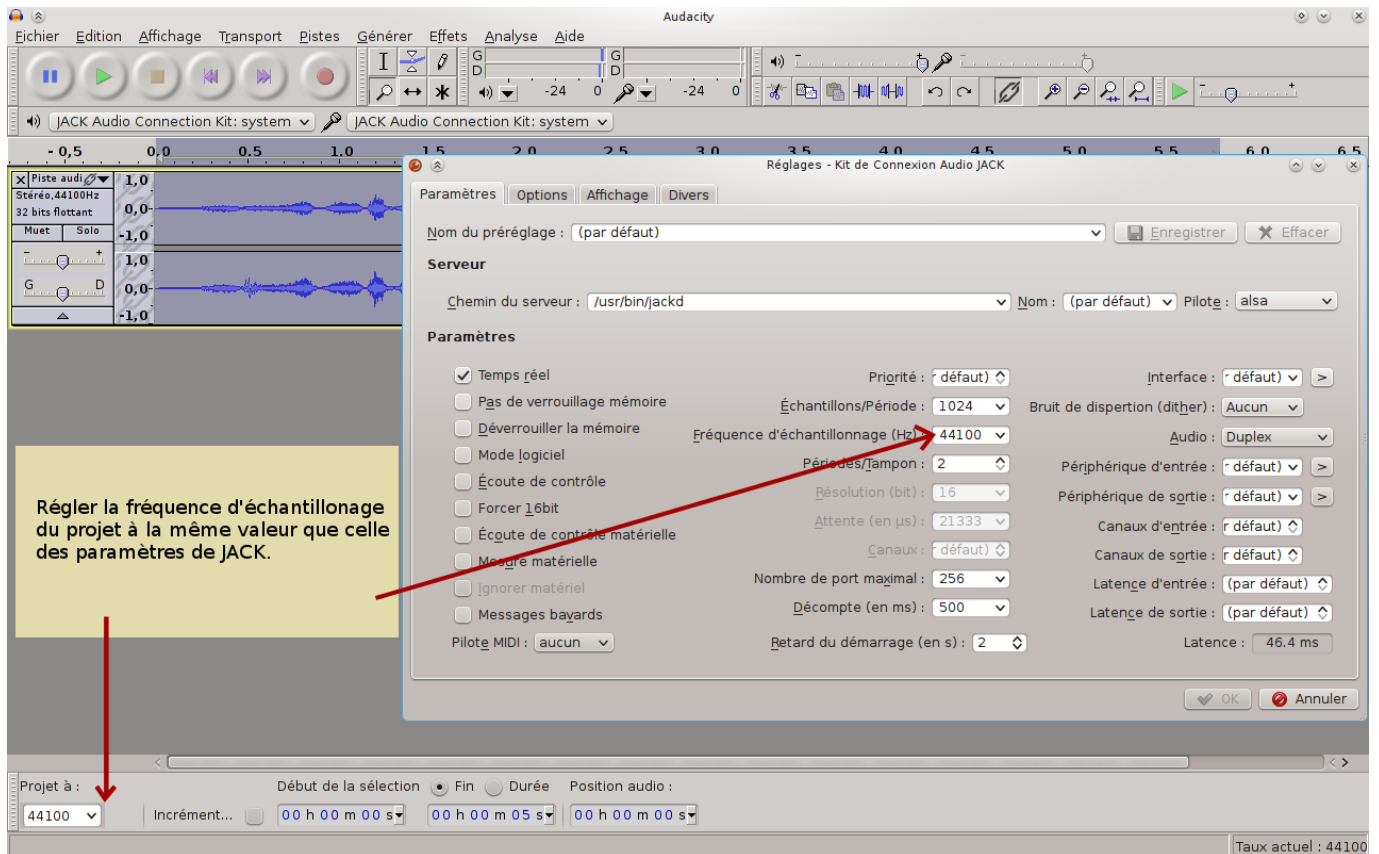 Audacity
Eichier Edition Affichage Transport Pistes Générer Effets Analyse Aide
G
D
-24 0
G
D
-24 0
JACK Audio Connection Kit: system
JACK Audio Connection Kit: system
- 0,5 0,0 0,5 1,0 1,5 2,0 2,5 3,0 3,5 4,0 4,5 5,0 5,5 6,0 6,5
Piste audi
Stéréo,44100Hz
32 bits flottant
Muet Solo
- +
G D
1,0
0,0
-1,0
1,0
0,0
-1,0
Réglages - Kit de Connexion Audio JACK
Paramètres Options Affichage Divers
Nom du préréglage : (par défaut) Enregistrer Effacer
Serveur
Chemin du serveur : /usr/bin/jackd Nom : (par défaut) Pilote : alsa
Paramètres
Temps réel
Pas de verrouillage mémoire
Déverrouiller la mémoire
Mode logiciel
Écoute de contrôle
Forcer 16bit
Écoute de contrôle matérielle
Mesure matérielle
Ignorer matériel
Messages bavards
Pilote MIDI : aucun
Priorité : défaut)
Échantillons/Période : 1024
Fréquence d'échantillonnage (Hz) : 44100
Périodes/Tampon : 2
Résolution (bit) : 16
Attente (en µs) : 21333
Canaux : défaut)
Nombre de port maximal : 256
Décompte (en ms) : 500
Retard du démarrage (en s) : 2
Interface : défaut) >
Bruit de dispertion (dither) : Aucun
Audio : Duplex
Périphérique d'entrée : défaut) >
Périphérique de sortie : défaut) >
Canaux d'entrée : défaut)
Canaux de sortie : défaut)
Latence d'entrée : (par défaut)
Latence de sortie : (par défaut)
Latence : 46.4 ms
OK Annuler
Régler la fréquence d'échantillonage
du projet à la même valeur que celle
des paramètres de JACK.
Projet à :
44100
Incrément...
Début de la sélection Fin Durée Position audio :
00 h 00 m 00 s 00 h 00 m 05 s 00 h 00 m 00 s
Taux actuel : 44100